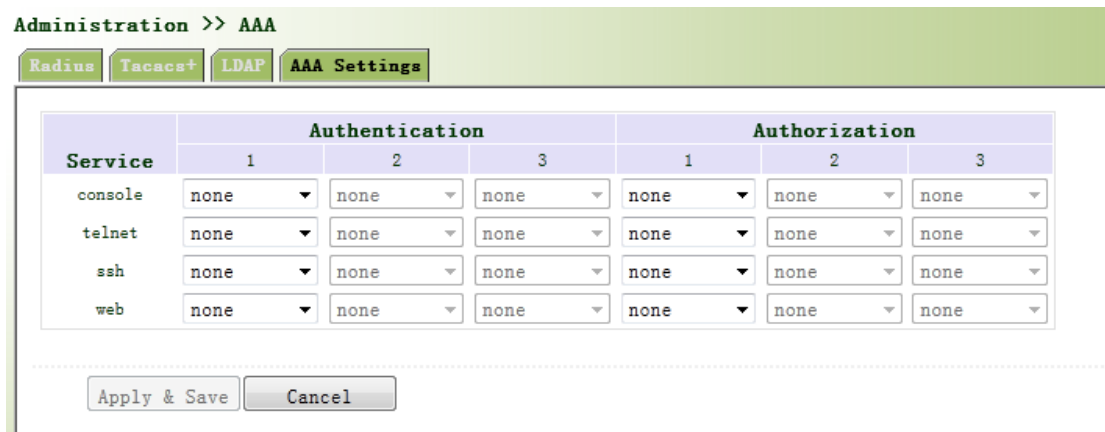 Administration >> AAA
Radius Tacacs+ LDAP AAA Settings
Authentication Authorization
Service 1 2 3 1 2 3
console none none none none none none
telnet none none none none none none
ssh none none none none none none
web none none none none none none
Apply & Save Cancel